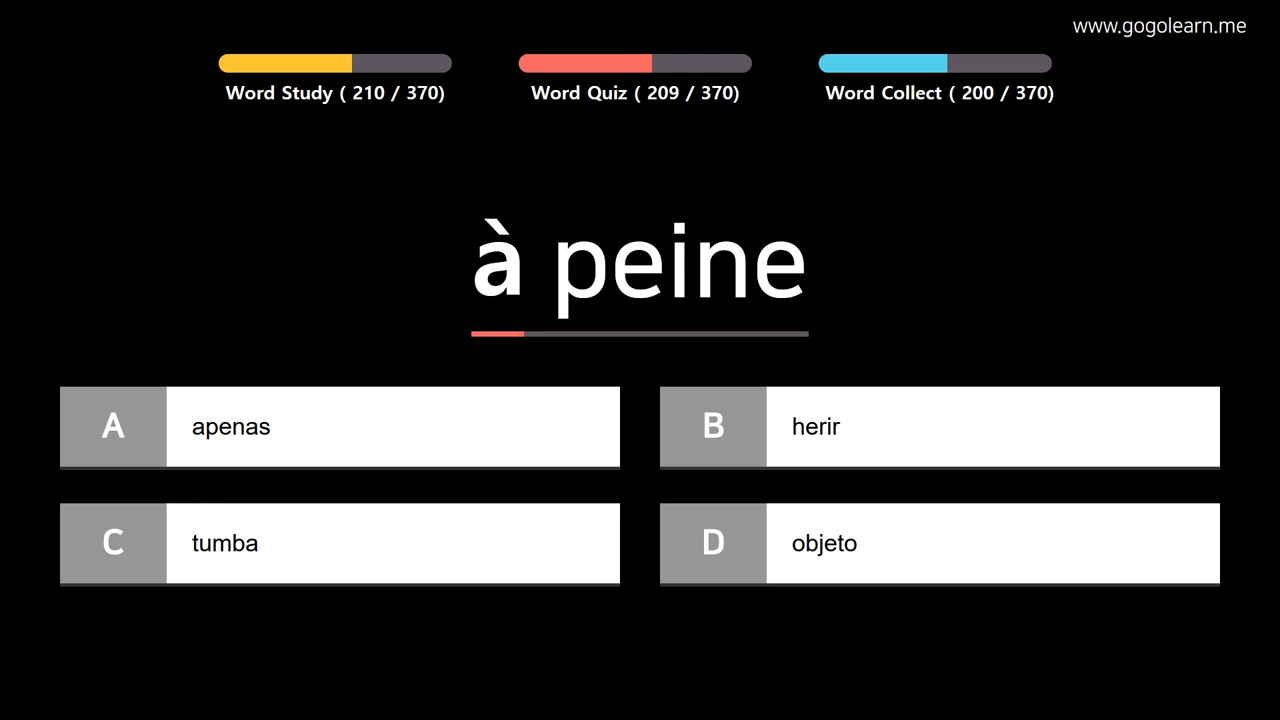 www.gogolearn.me
Word Study ( 210 / 370)
Word Quiz ( 209 / 370)
Word Collect ( 200 / 370)
à peine
A apenas
B herir
C tumba
D objeto